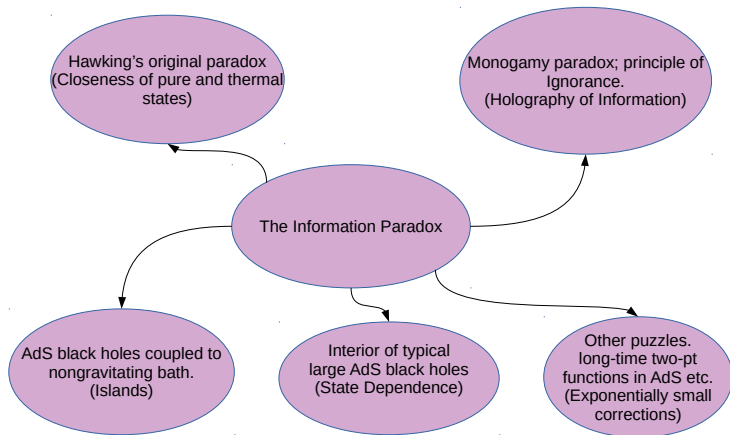 Hawking's original paradox
(Closeness of pure and thermal
states)
Monogamy paradox; principle of
Ignorance.
(Holography of Information)
The Information Paradox
AdS black holes coupled to
nongravitating bath.
(Islands)
Interior of typical
large AdS black holes
(State Dependence)
Other puzzles.
long-time two-pt
functions in AdS etc.
(Exponentially small
corrections)